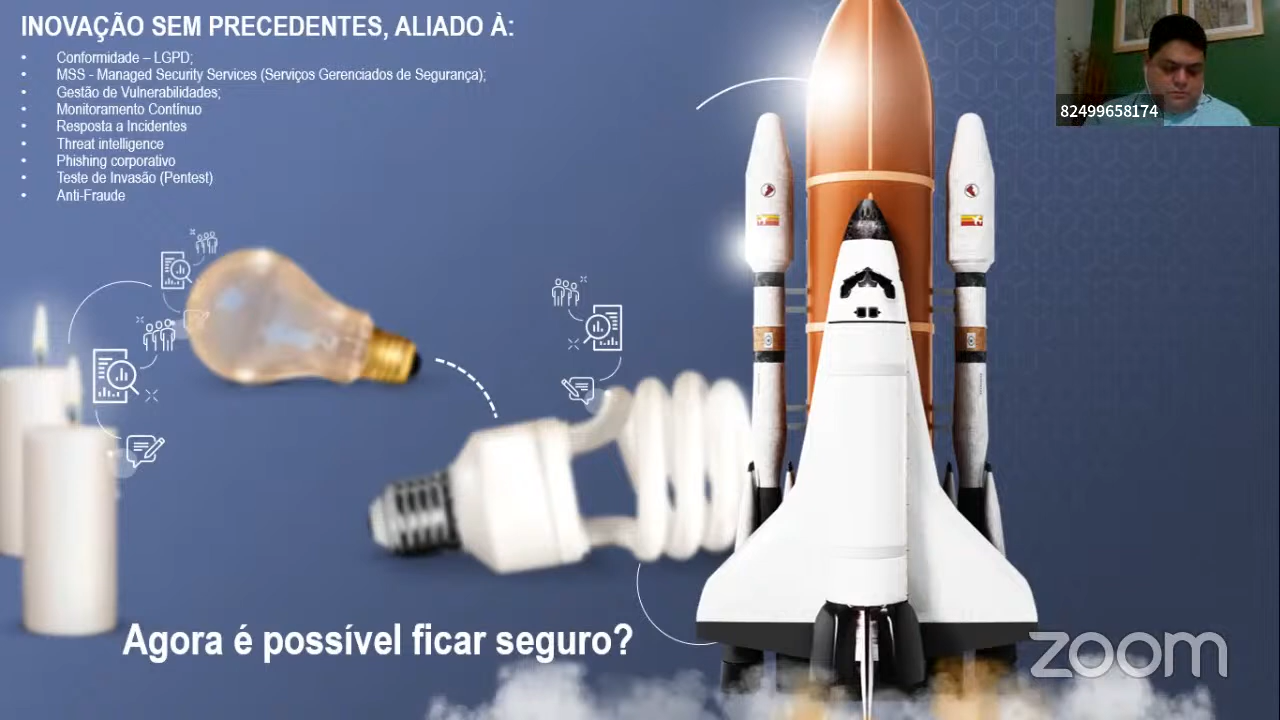 INOVAÇÃO SEM PRECEDENTES, ALIADO À:
• Conformidade – LGPD;
• MSS - Managed Security Services (Serviços Gerenciados de Segurança);
• Gestão de Vulnerabilidades;
• Monitoramento Contínuo
• Resposta a Incidentes
• Threat intelligence
• Phishing corporativo
• Teste de Invasão (Pentest)
• Anti-Fraude
82499658174
Agora é possível ficar seguro?
zoom